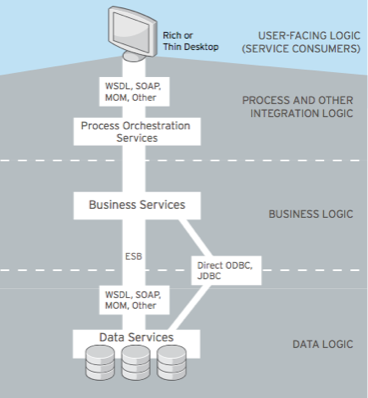 Rich or
Thin Desktop
USER-FACING LOGIC
(SERVICE CONSUMERS)
WSDL, SOAP,
MOM, Other
PROCESS AND OTHER
INTEGRATION LOGIC
Process Orchestration
Services
Business Services
BUSINESS LOGIC
ESB
Direct ODBC,
JDBC
WSDL, SOAP,
MOM, Other
Data Services
DATA LOGIC